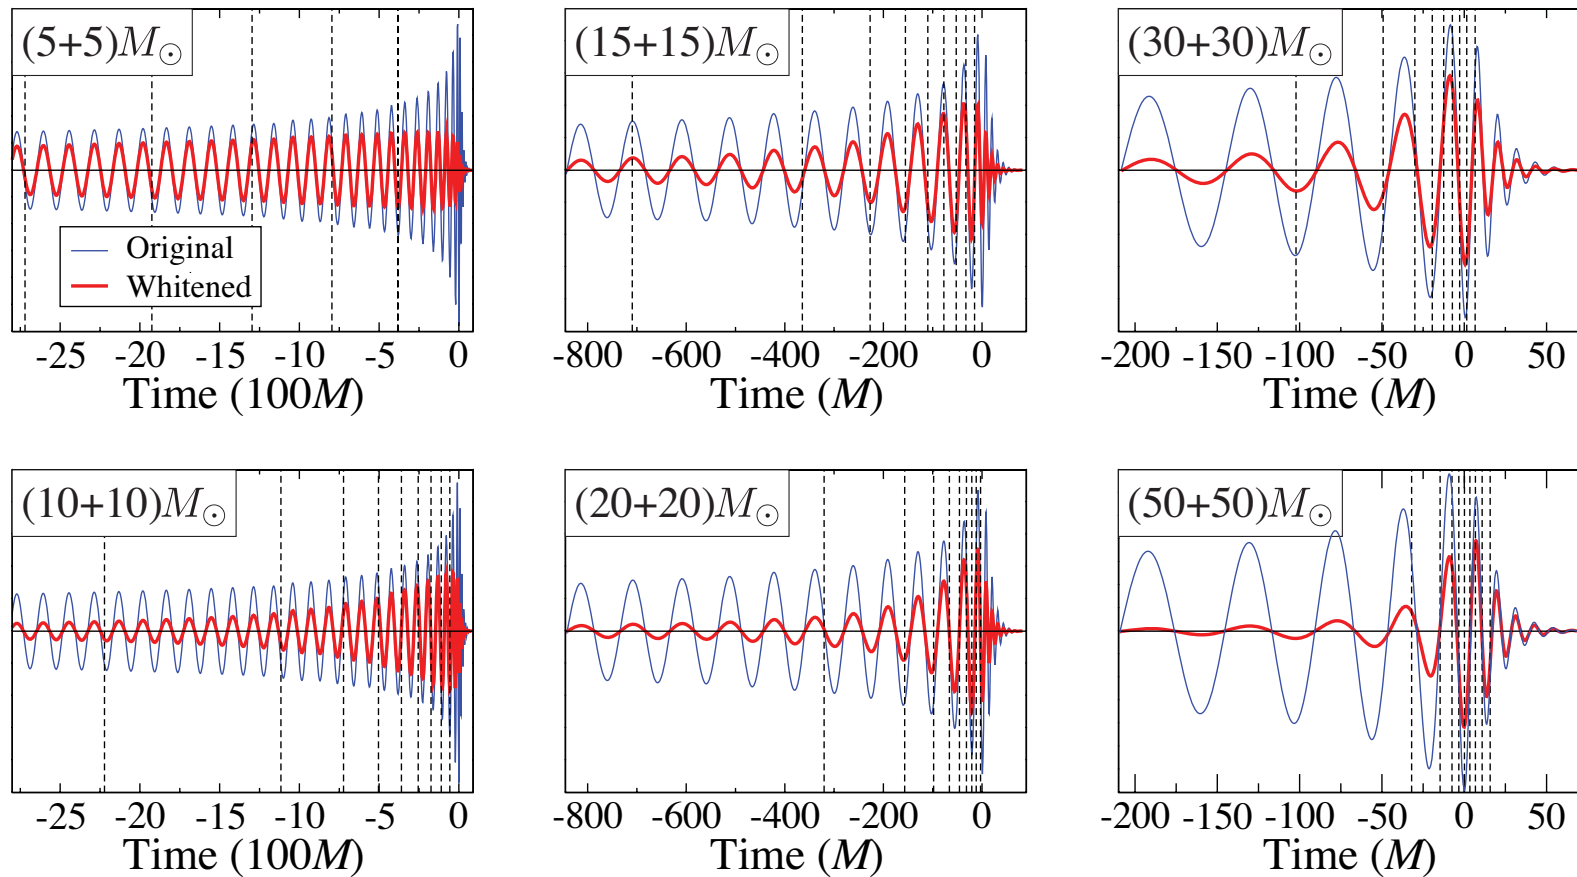 (5+5)M⊙
Original
Whitened
-25 -20 -15 -10 -5 0
Time (100M)
(15+15)M⊙
-800 -600 -400 -200 0
Time (M)
(30+30)M⊙
-200 -150 -100 -50 0 50
Time (M)
(10+10)M⊙
-25 -20 -15 -10 -5 0
Time (100M)
(20+20)M⊙
-800 -600 -400 -200 0
Time (M)
(50+50)M⊙
-200 -150 -100 -50 0 50
Time (M)